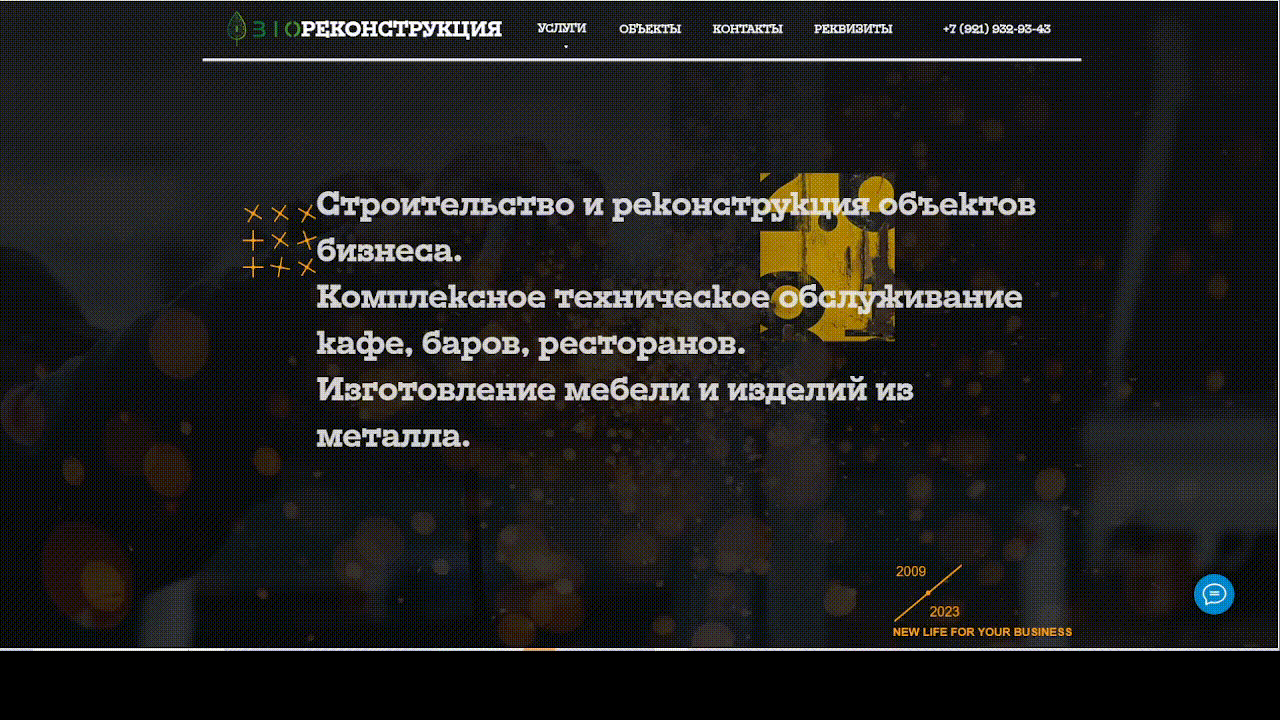 BIOРЕКОНСТРУКЦИЯ
УСЛУГИ ОБЪЕКТЫ КОНТАКТЫ РЕКВИЗИТЫ +7 (921) 932-93-43
Строительство и реконструкция объектов
бизнеса.
Комплексное техническое обслуживание
кафе, баров, ресторанов.
Изготовление мебели и изделий из
металла.
2009
2023
NEW LIFE FOR YOUR BUSINESS